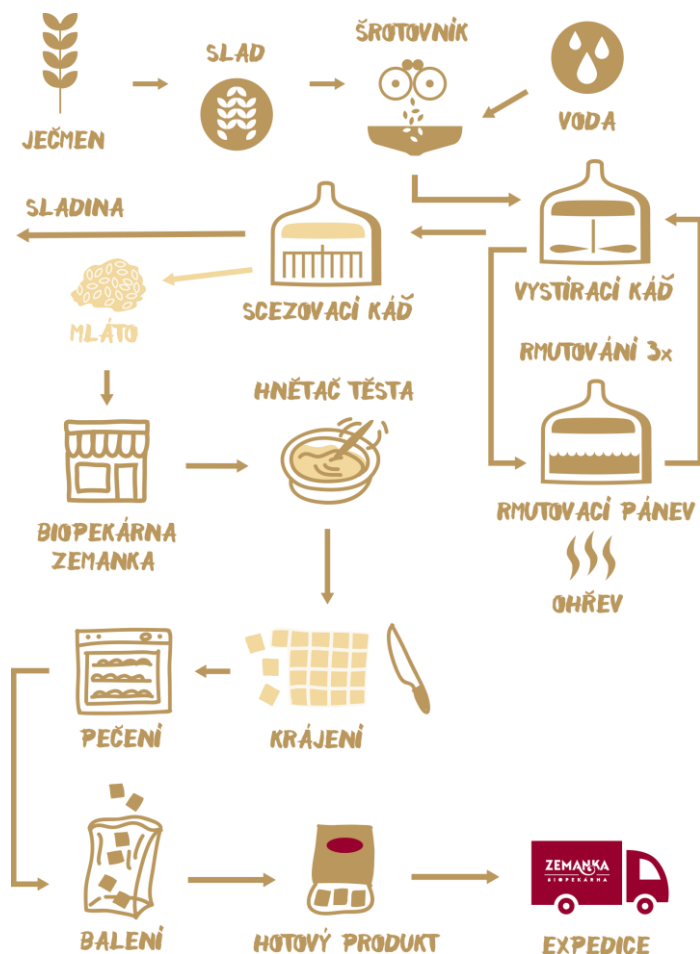 JEČMEN
SLAD
ŠROTOVNÍK
VODA
SLADINA
MLÁTO
SCEZOVACÍ KÁĎ
VYSTÍRACÍ KÁĎ
RMUTOVÁNÍ 3x
RMUTOVACÍ PÁNEV
OHŘEV
BIOPEKÁRNA
ZEMANKA
HNĚTAČ TĚSTA
KRÁJENÍ
PEČENÍ
BALENÍ
HOTOVÝ PRODUKT
ZEMANKA
BIOPEKÁRNA
EXPEDICE